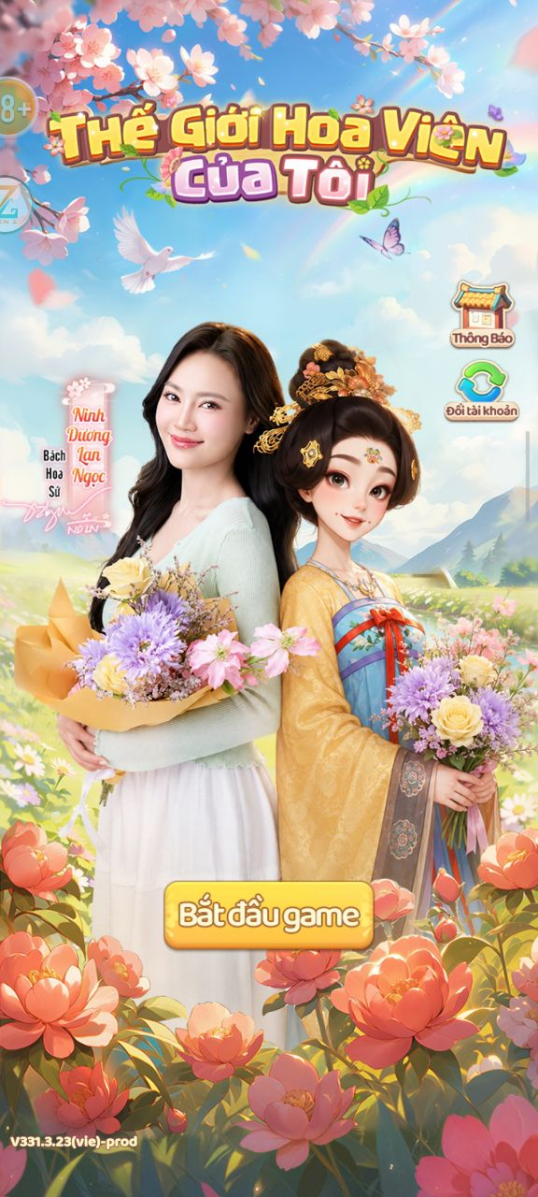 8+
Thế Giới Hoa Viên
Của Tôi
Z
Thông Báo
Đổi tài khoản
Ninh
Dương
Lan
Ngọc
Bách
Hoa
Sứ
NDLN
Bắt đầu game
V331.3.23(vie)-prod